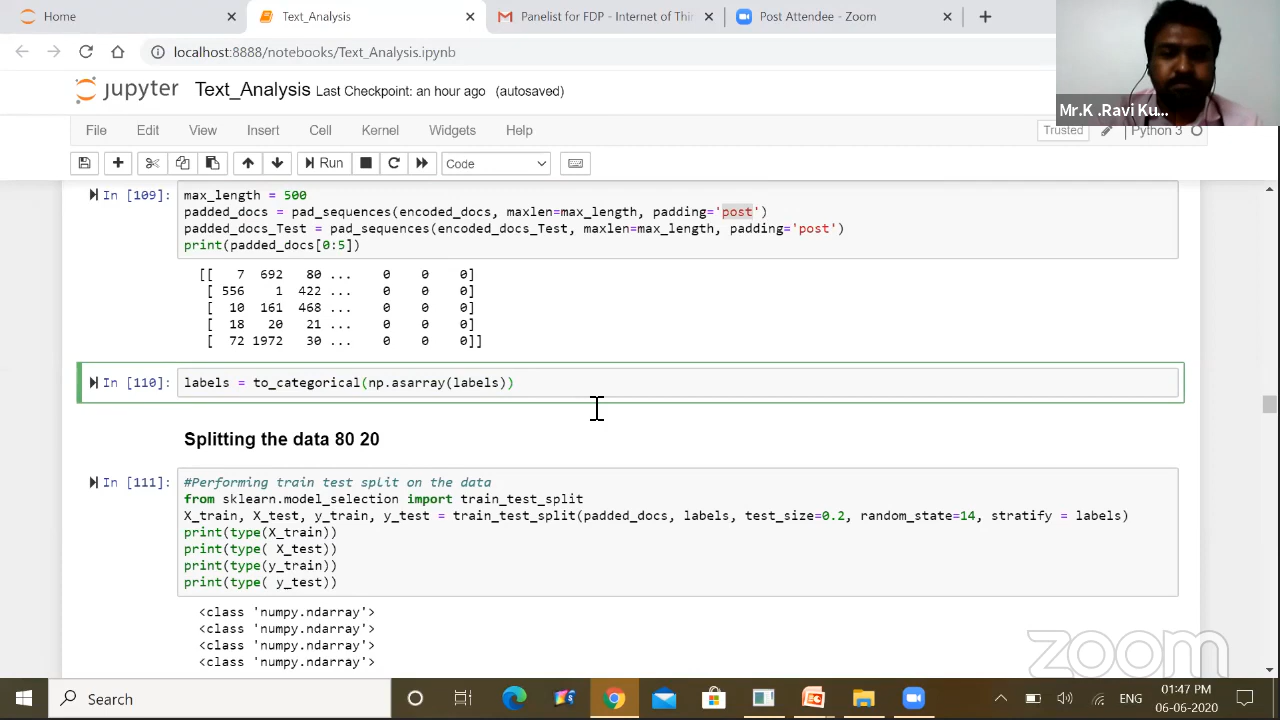 Home
Text_Analysis
Panelist for FDP - Internet of Thin
Post Attendee - Zoom
localhost:8888/notebooks/Text_Analysis.ipynb
jupyter Text_Analysis Last Checkpoint: an hour ago (autosaved)
Mr.K .Ravi Ku...
File Edit View Insert Cell Kernel Widgets Help
Trusted Python 3
Run Code
In [109]: max_length = 500
padded_docs = pad_sequences(encoded_docs, maxlen=max_length, padding='post')
padded_docs_Test = pad_sequences(encoded_docs_Test, maxlen=max_length, padding='post')
print(padded_docs[0:5])
[[ 7 692 80 ... 0 0 0]
[ 556 1 422 ... 0 0 0]
[ 10 161 468 ... 0 0 0]
[ 18 20 21 ... 0 0 0]
[ 72 1972 30 ... 0 0 0]]
In [110]: labels = to_categorical(np.asarray(labels))
Splitting the data 80 20
In [111]: #Performing train test split on the data
from sklearn.model_selection import train_test_split
X_train, X_test, y_train, y_test = train_test_split(padded_docs, labels, test_size=0.2, random_state=14, stratify = labels)
print(type(X_train))
print(type( X_test))
print(type(y_train))
print(type( y_test))
<class 'numpy.ndarray'>
<class 'numpy.ndarray'>
<class 'numpy.ndarray'>
<class 'numpy.ndarray'>
zoom
Search
ENG
01:47 PM
06-06-2020